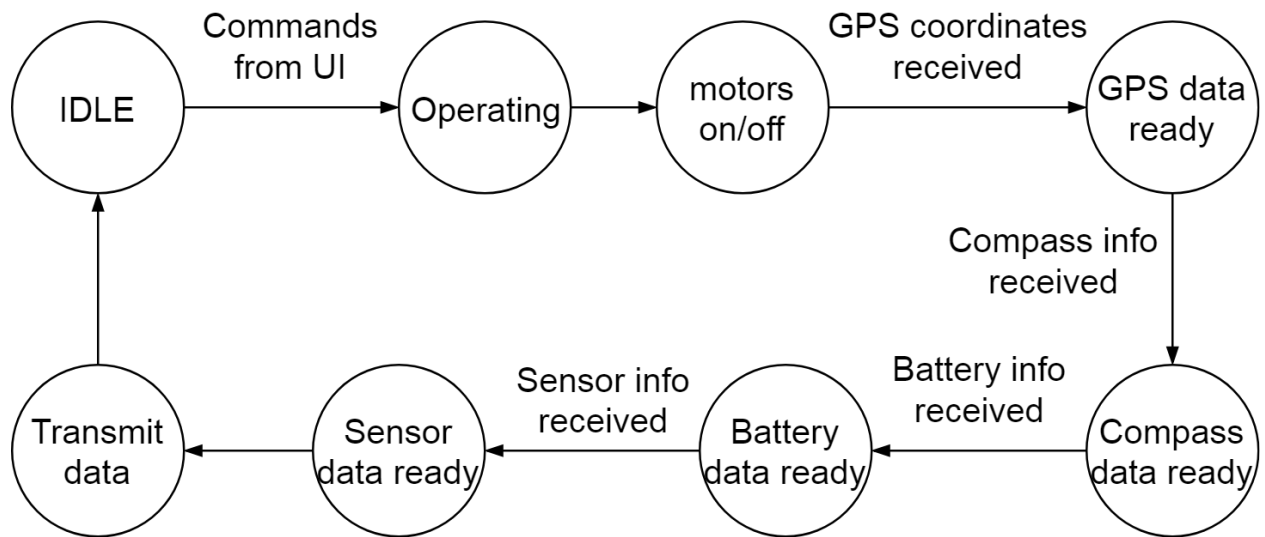 Commands
from UI
GPS coordinates
received
IDLE
Operating
motors
on/off
GPS data
ready
Compass info
received
Battery info
received
Sensor info
received
Transmit
data
Sensor
data ready
Battery
data ready
Compass
data ready